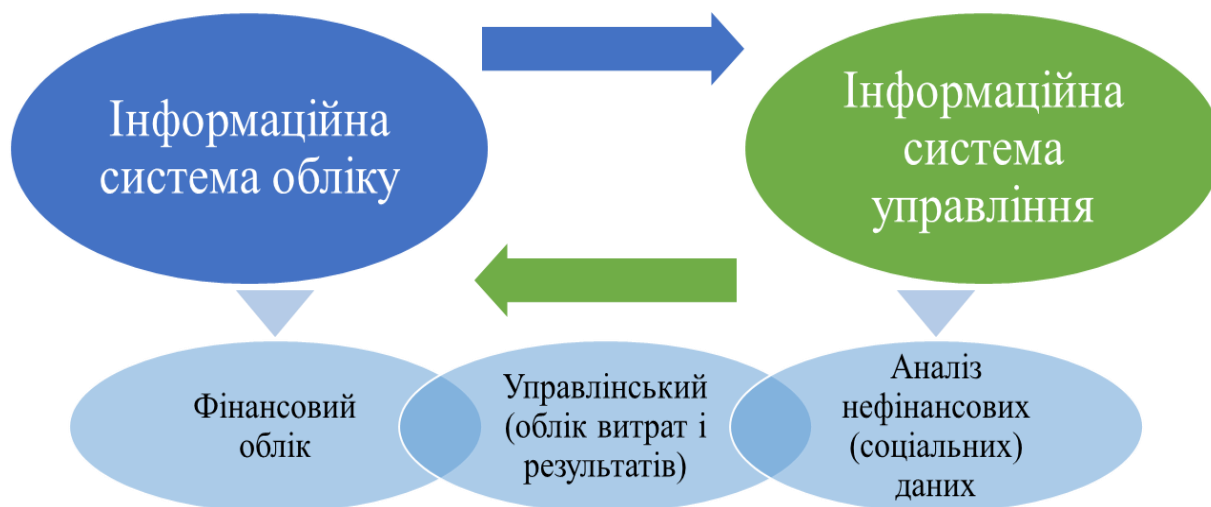 Інформаційна
система обліку
Інформаційна
система
управління
Фінансовий
облік
Управлінський
(облік витрат і
результатів)
Аналіз
нефінансових
(соціальних)
даних